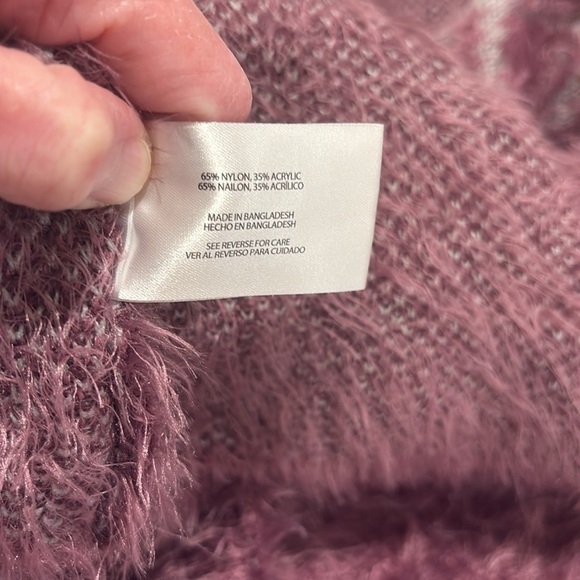 65% NYLON, 35% ACRYLIC
65% NAILON, 35% ACRÍLICO
MADE IN BANGLADESH
HECHO EN BANGLADESH
SEE REVERSE FOR CARE
VER AL REVERSO PARA CUIDADO